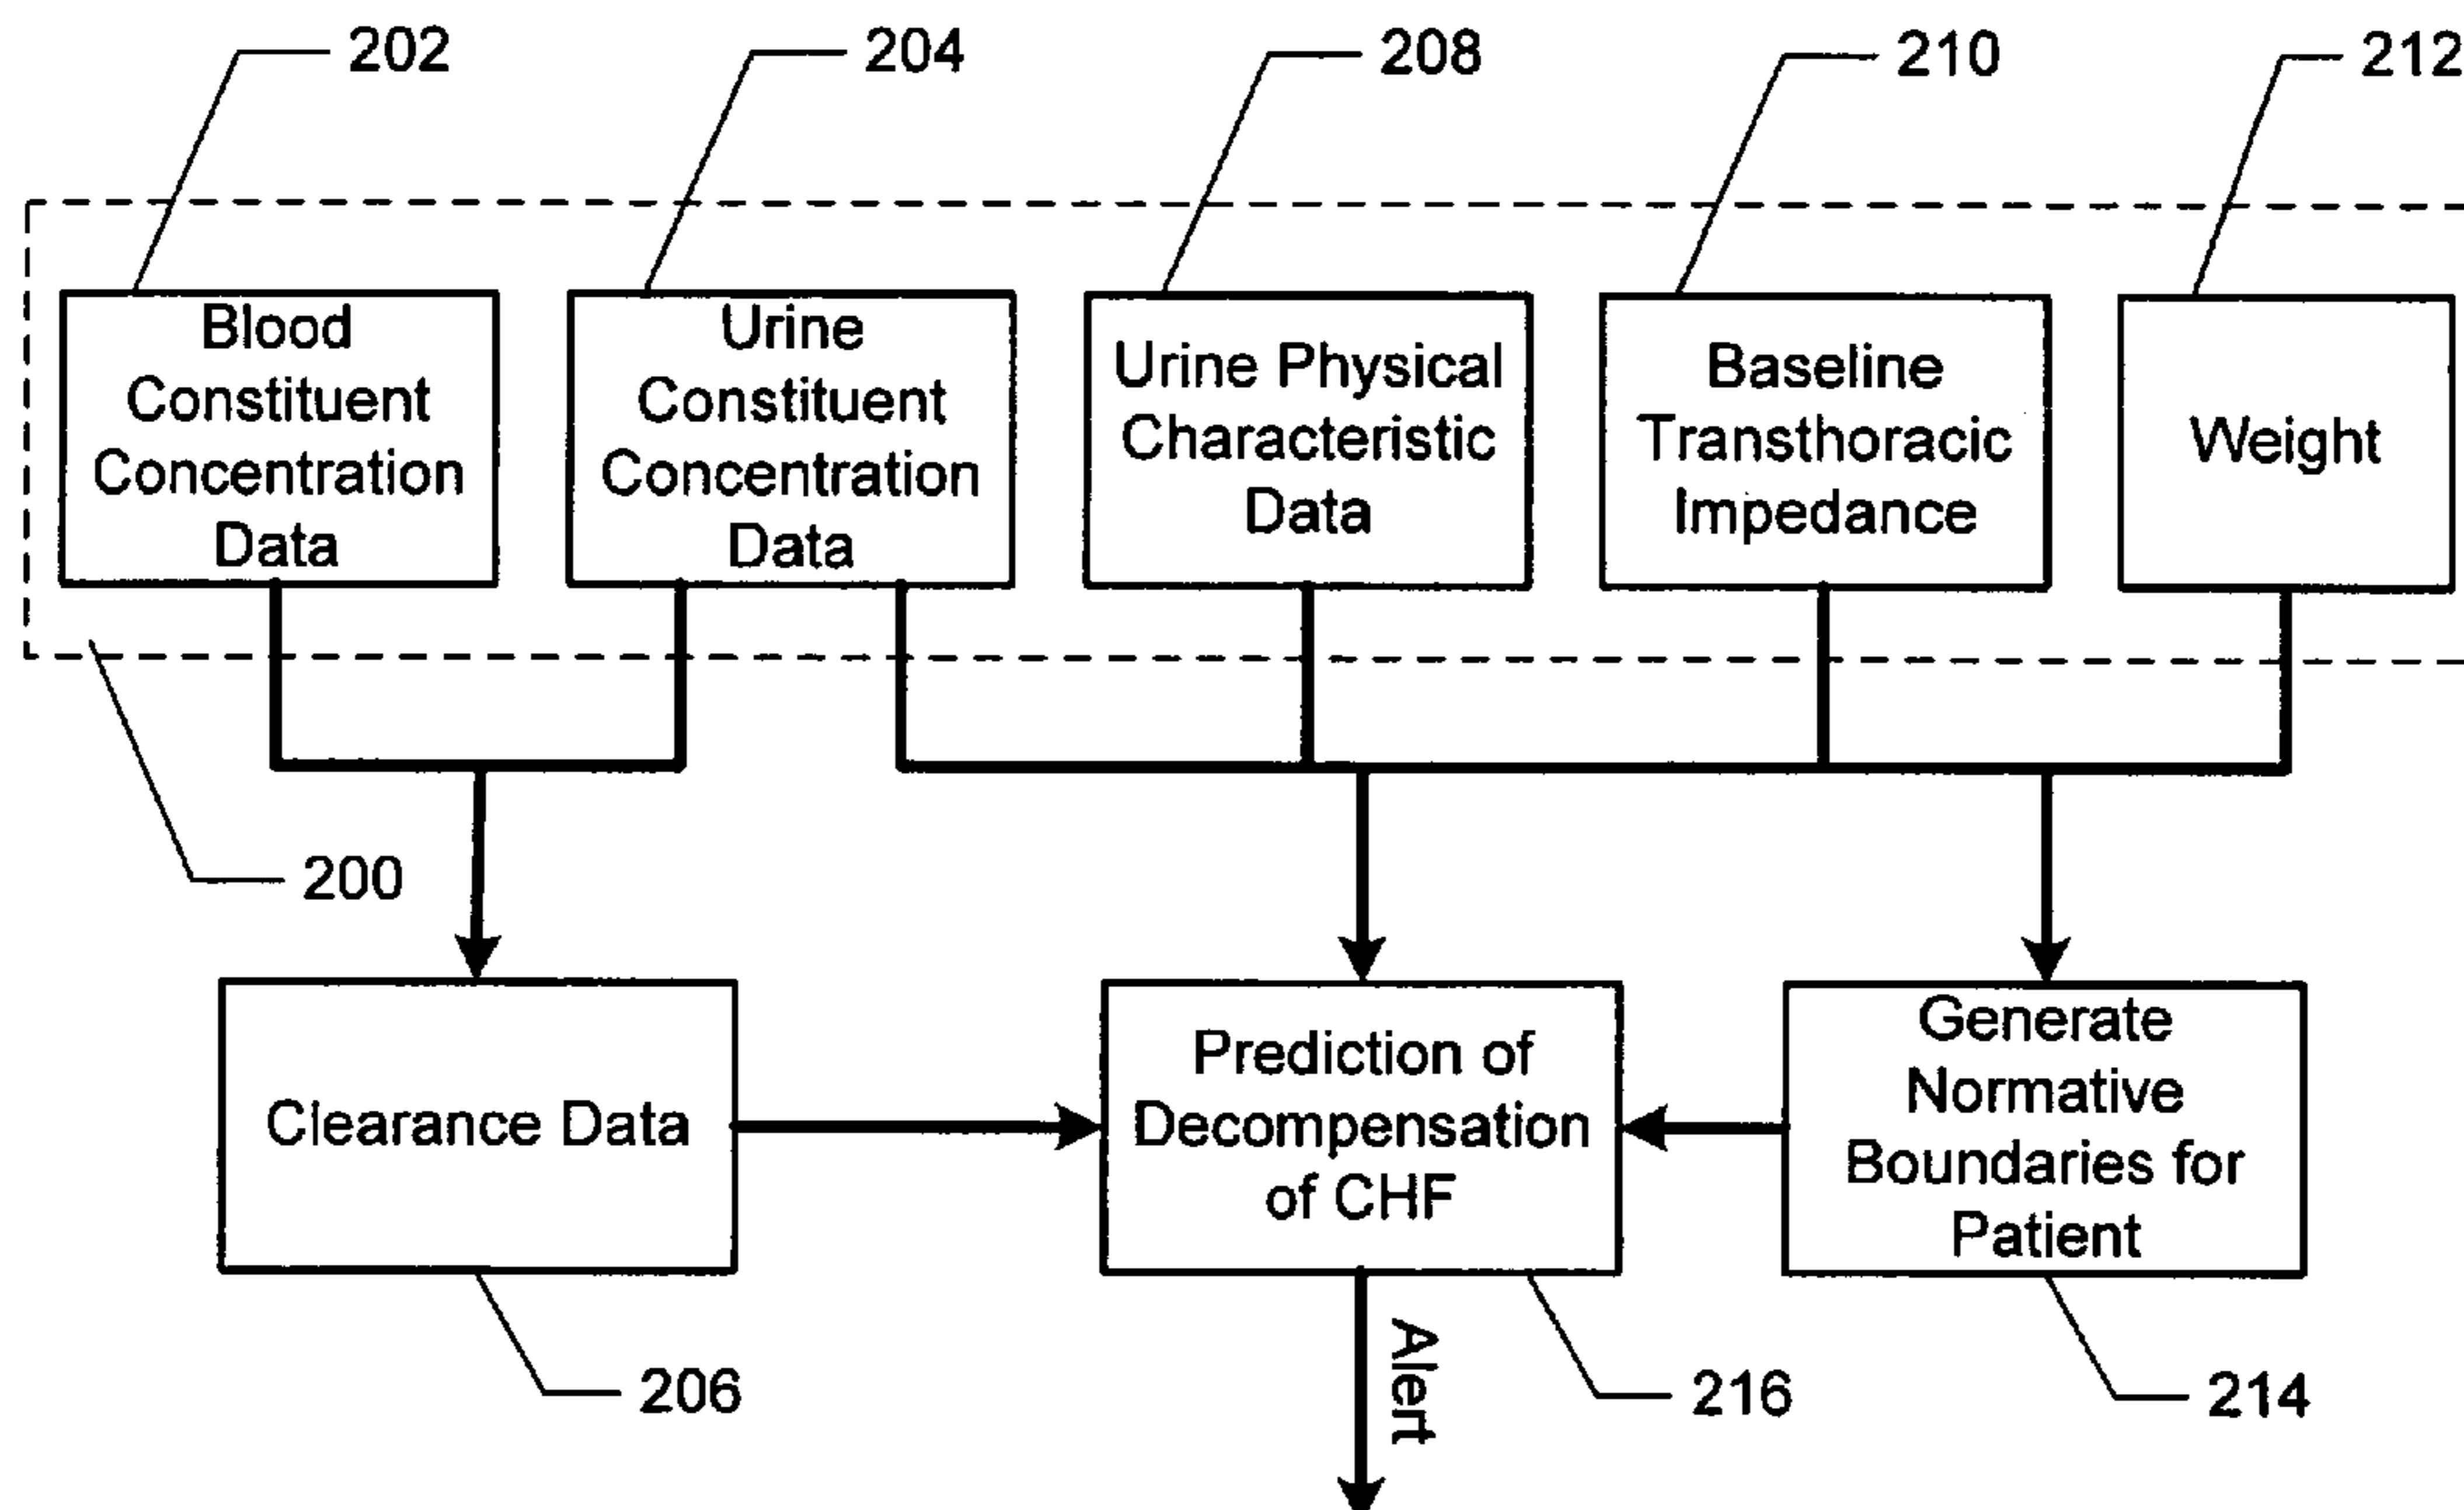 202
204
208
210
212
Blood
Constituent
Concentration
Data
Urine
Constituent
Concentration
Data
Urine Physical
Characteristic
Data
Baseline
Transthoracic
Impedance
Weight
200
Clearance Data
Prediction of
Decompensation
of CHF
Generate
Normative
Boundaries for
Patient
206
Alert
216
214